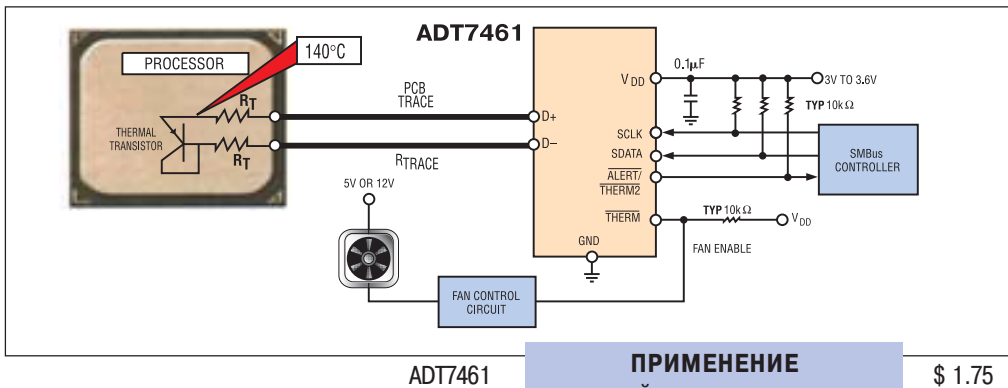 ADT7461
PROCESSOR
140°C
RT
RT
THERMAL
TRANSISTOR
PCB
TRACE
RTRACE
D+
D–
VDD
0.1µF
3V TO 3.6V
TYP 10kΩ
SCLK
SDATA
ALERT/
THERM2
THERM
GND
SMBus
CONTROLLER
TYP 10kΩ
VDD
FAN ENABLE
5V OR 12V
FAN CONTROL
CIRCUIT
ADT7461
ПРИМЕНЕНИЕ
$ 1.75